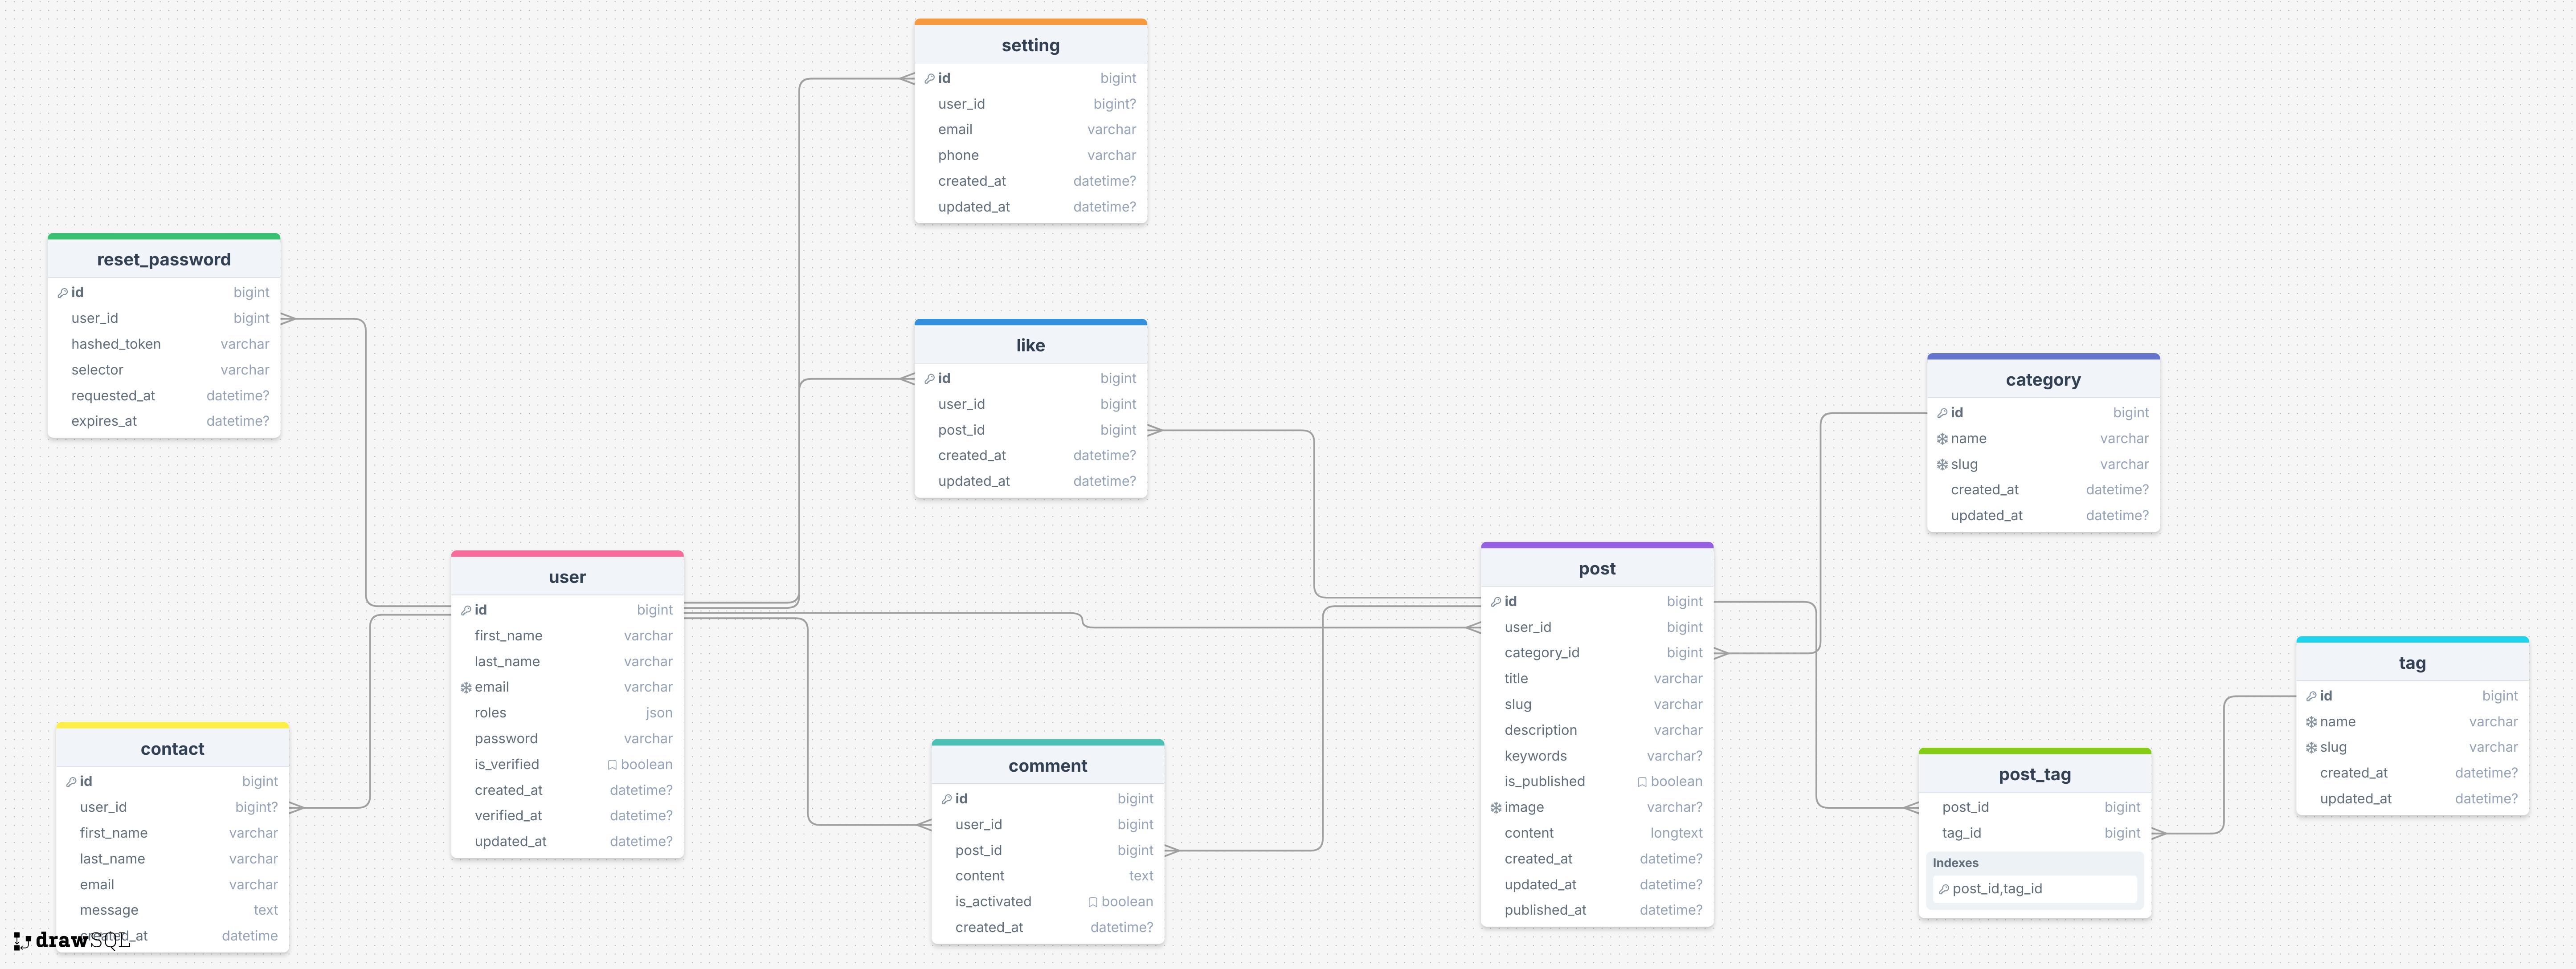 setting
id bigint
user_id bigint?
email varchar
phone varchar
created_at datetime?
updated_at datetime?
reset_password
id bigint
user_id bigint
hashed_token varchar
selector varchar
requested_at datetime?
expires_at datetime?
like
id bigint
user_id bigint
post_id bigint
created_at datetime?
updated_at datetime?
category
id bigint
name varchar
slug varchar
created_at datetime?
updated_at datetime?
user
id bigint
first_name varchar
last_name varchar
email varchar
roles json
password varchar
is_verified boolean
created_at datetime?
verified_at datetime?
updated_at datetime?
post
id bigint
user_id bigint
category_id bigint
title varchar
slug varchar
description varchar
keywords varchar?
is_published boolean
image varchar?
content longtext
created_at datetime?
updated_at datetime?
published_at datetime?
tag
id bigint
name varchar
slug varchar
created_at datetime?
updated_at datetime?
contact
id bigint
user_id bigint?
first_name varchar
last_name varchar
email varchar
message text
created_at datetime
comment
id bigint
user_id bigint
post_id bigint
content text
is_activated boolean
created_at datetime?
post_tag
post_id bigint
tag_id bigint
Indexes
post_id,tag_id
drawSQL